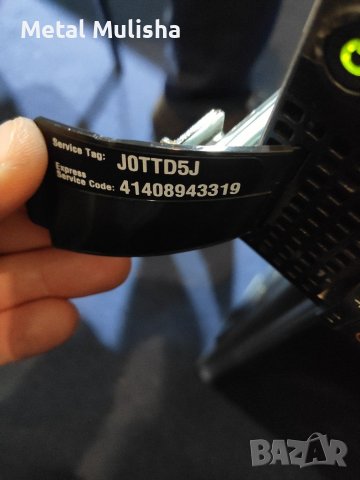 Metal Mulisha
Service Tag: J0TTD5J
Express
Service Code: 41408943319
BAZAR